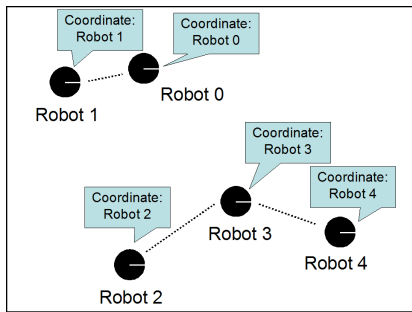 Coordinate:
Robot 1
Coordinate:
Robot 0
Robot 1
Robot 0
Coordinate:
Robot 3
Coordinate:
Robot 2
Coordinate:
Robot 4
Robot 3
Robot 4
Robot 2